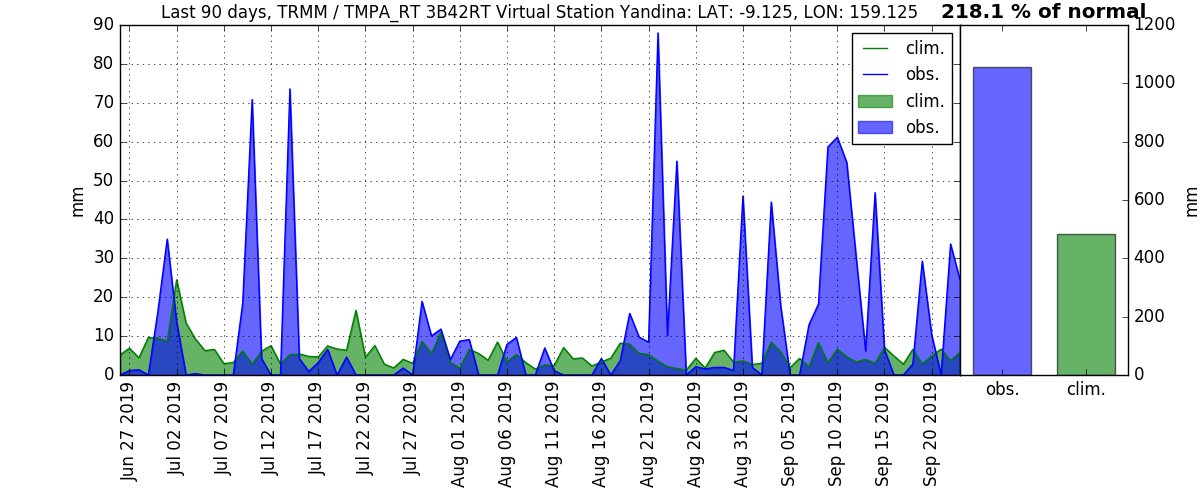 Last 90 days, TRMM / TMPA_RT 3B42RT Virtual Station Yandina: LAT: -9.125, LON: 159.125
218.1 % of normal
90
80
70
60
50
40
30
20
10
0
mm
clim.
obs.
clim.
obs.
1200
1000
800
600
400
200
0
mm
obs.
clim.
Jun 27 2019
Jul 02 2019
Jul 07 2019
Jul 12 2019
Jul 17 2019
Jul 22 2019
Jul 27 2019
Aug 01 2019
Aug 06 2019
Aug 11 2019
Aug 16 2019
Aug 21 2019
Aug 26 2019
Aug 31 2019
Sep 05 2019
Sep 10 2019
Sep 15 2019
Sep 20 2019